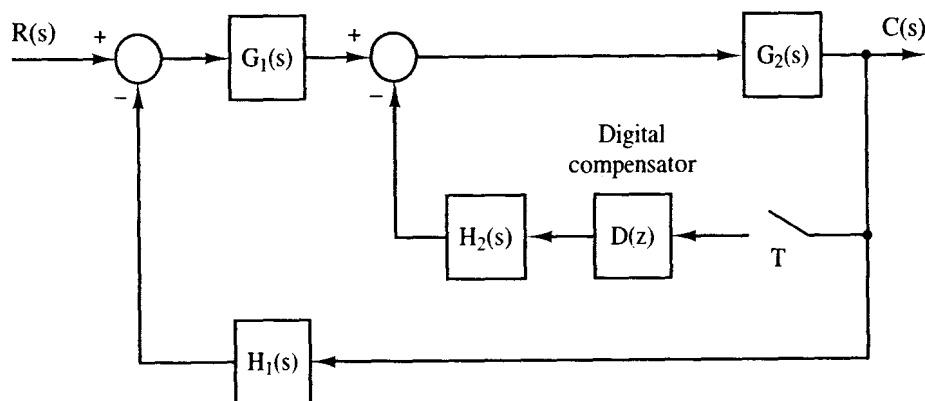 R(s)
+
−
G₁(s)
+
−
G₂(s)
C(s)
Digital
compensator
H₂(s)
D(z)
T
H₁(s)